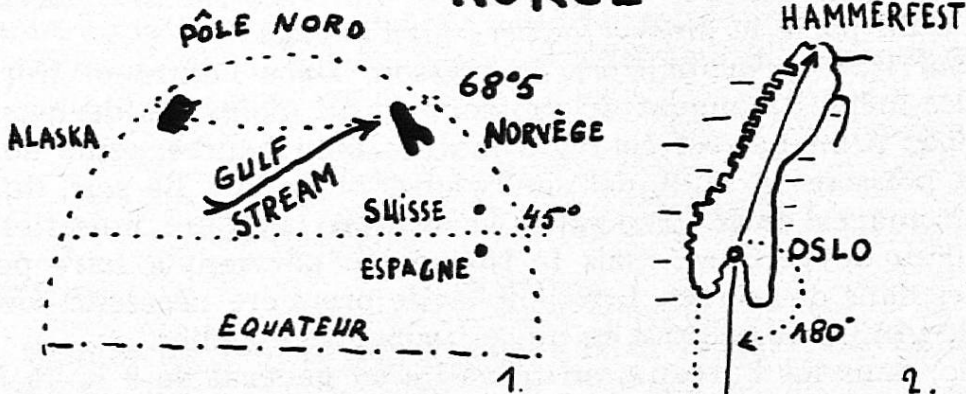 PÔLE NORD
ALASKA
68°5
NORVÈGE
GULF
STREAM
SUISSE
45°
ESPAGNE
EQUATEUR
1.
HAMMERFEST
OSLO
180°
2.